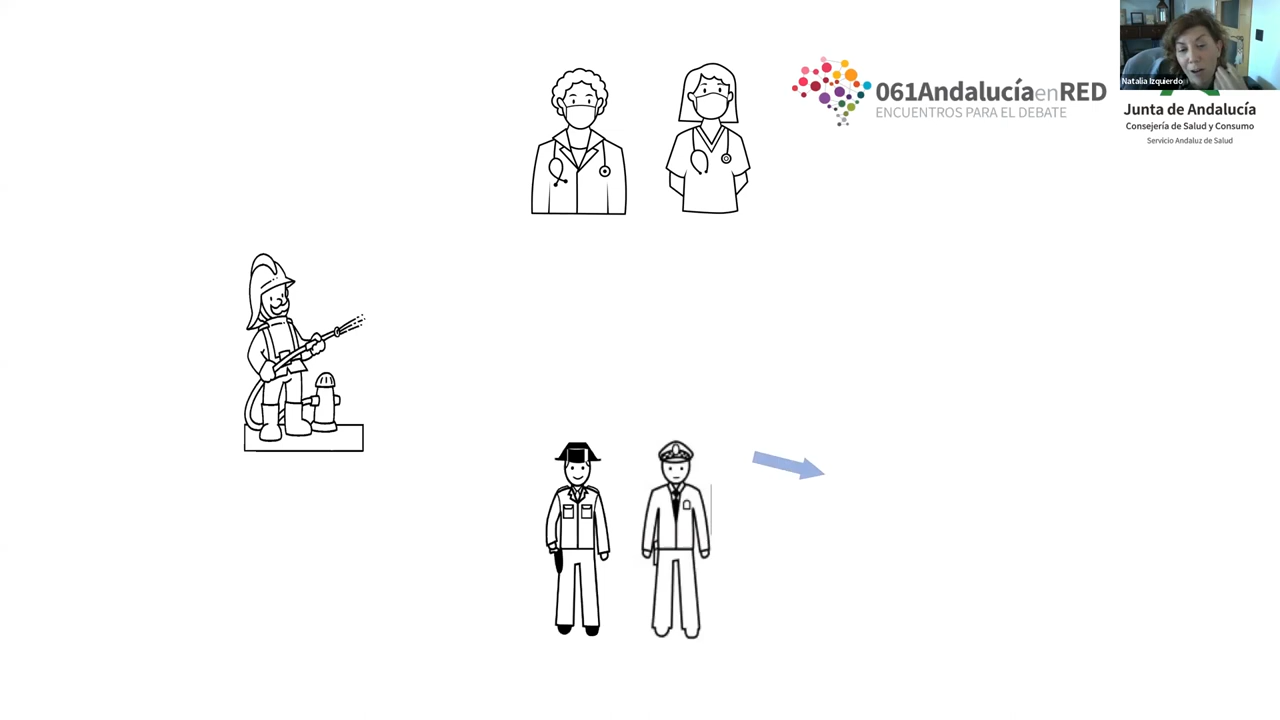 061AndalucíaenRED
ENCUENTROS PARA EL DEBATE
Natalia Izquierdo
Junta de Andalucía
Consejería de Salud y Consumo
Servicio Andaluz de Salud